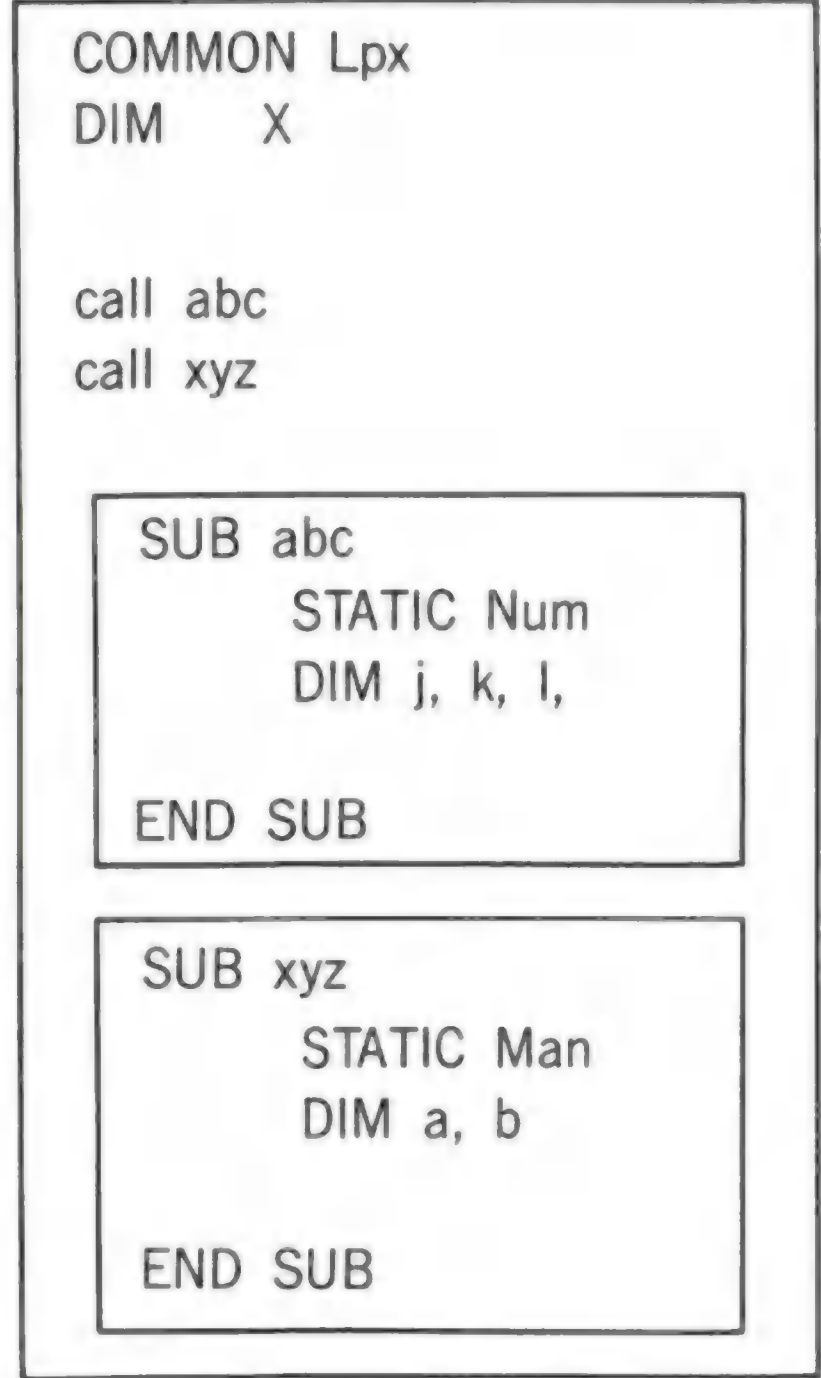 COMMON Lpx
DIM X
call abc
call xyz
SUB abc
STATIC Num
DIM j, k, l,
END SUB
SUB xyz
STATIC Man
DIM a, b
END SUB